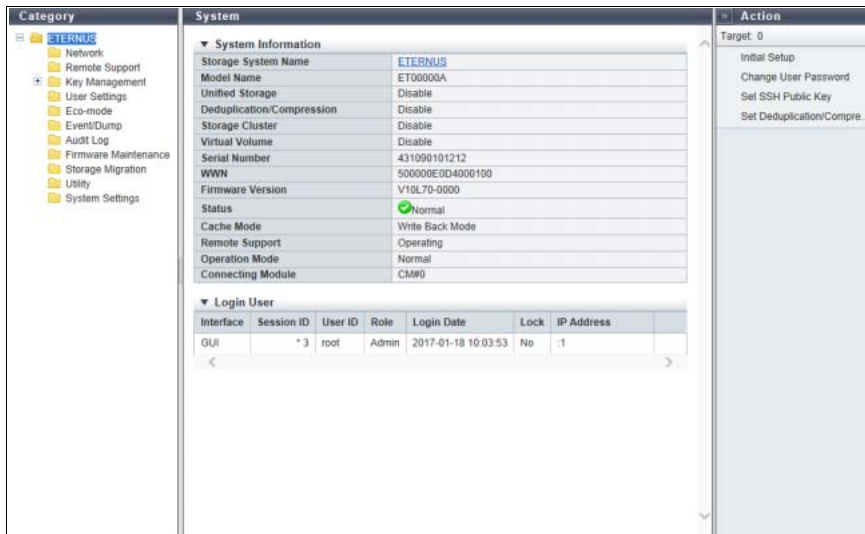 Category
ETERNUS
Network
Remote Support
Key Management
User Settings
Eco-mode
Event/Dump
Audit Log
Firmware Maintenance
Storage Migration
Utility
System Settings
System
System Information
Storage System Name ETERNUS
Model Name ET00000A
Unified Storage Disable
Deduplication/Compression Disable
Storage Cluster Disable
Virtual Volume Disable
Serial Number 431090101212
WWN 500000E0D4000100
Firmware Version V10L70-0000
Status Normal
Cache Mode Write Back Mode
Remote Support Operating
Operation Mode Normal
Connecting Module CM#0
Login User
Interface Session ID User ID Role Login Date Lock IP Address
GUI * 3 root Admin 2017-01-18 10:03:53 No :1
» Action
Target: 0
Initial Setup
Change User Password
Set SSH Public Key
Set Deduplication/Compre..